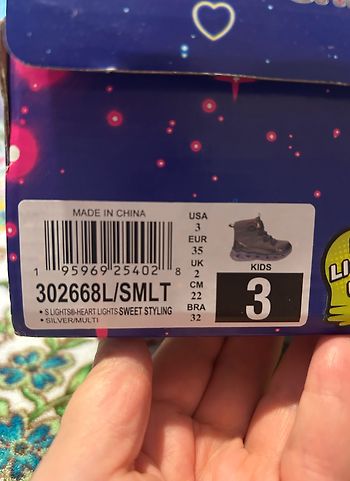 MADE IN CHINA
1 95969 25402 8
302668L/SMLT
• S LIGHTS®-HEART LIGHTS-SWEET STYLING
• SILVER/MULTI
USA
3
EUR
35
UK
2
CM
22
BRA
32
KIDS
3